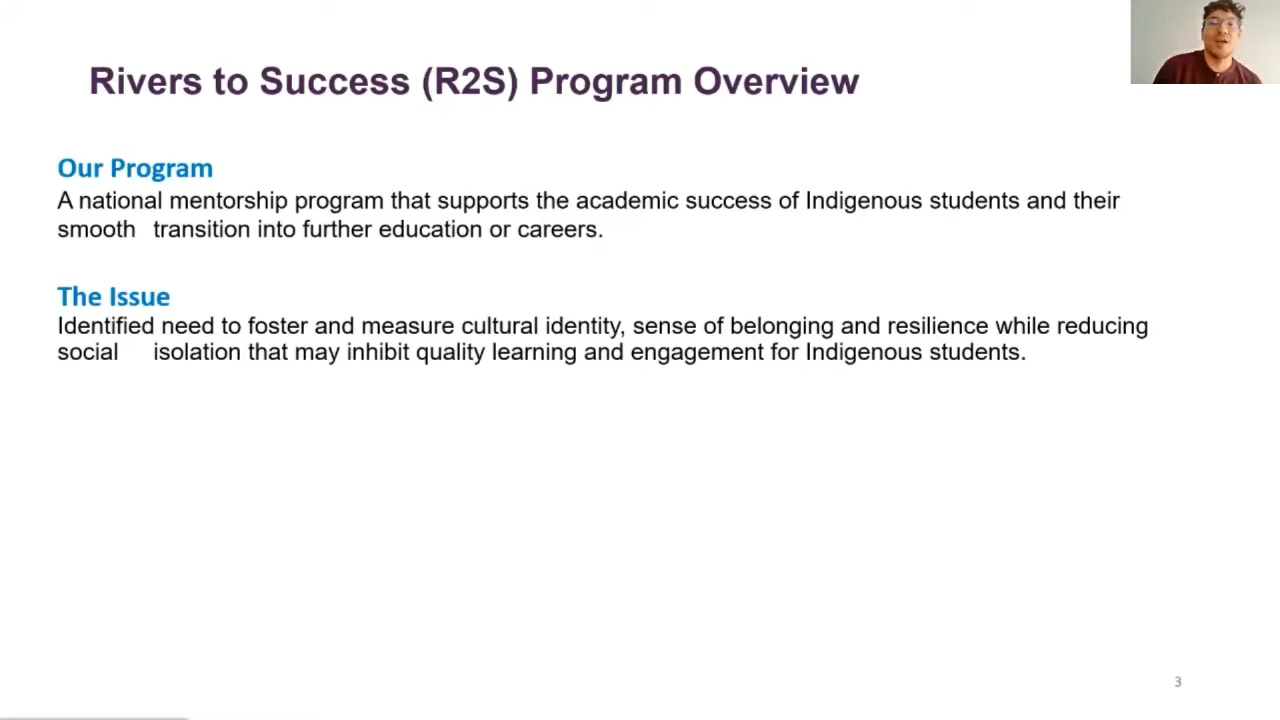 Rivers to Success (R2S) Program Overview
Our Program
A national mentorship program that supports the academic success of Indigenous students and their
smooth transition into further education or careers.
The Issue
Identified need to foster and measure cultural identity, sense of belonging and resilience while reducing
social isolation that may inhibit quality learning and engagement for Indigenous students.
3